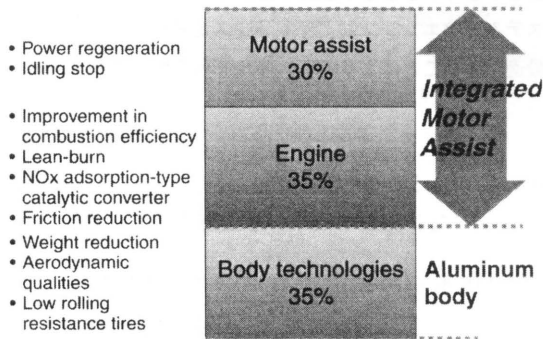 • Power regeneration
• Idling stop
• Improvement in
combustion efficiency
• Lean-burn
• NOx adsorption-type
catalytic converter
• Friction reduction
• Weight reduction
• Aerodynamic
qualities
• Low rolling
resistance tires
Motor assist
30%
Engine
35%
Body technologies
35%
Integrated
Motor
Assist
Aluminum
body